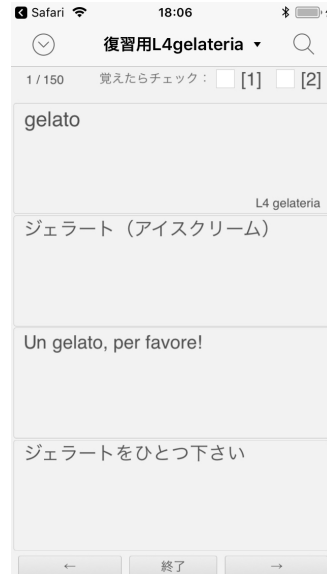 Safari 18:06
復習用L4gelateria ▼
1 / 150 覚えたらチェック： [1] [2]
gelato
L4 gelateria
ジェラート（アイスクリーム）
Un gelato, per favore!
ジェラートをひとつ下さい
← 終了 →